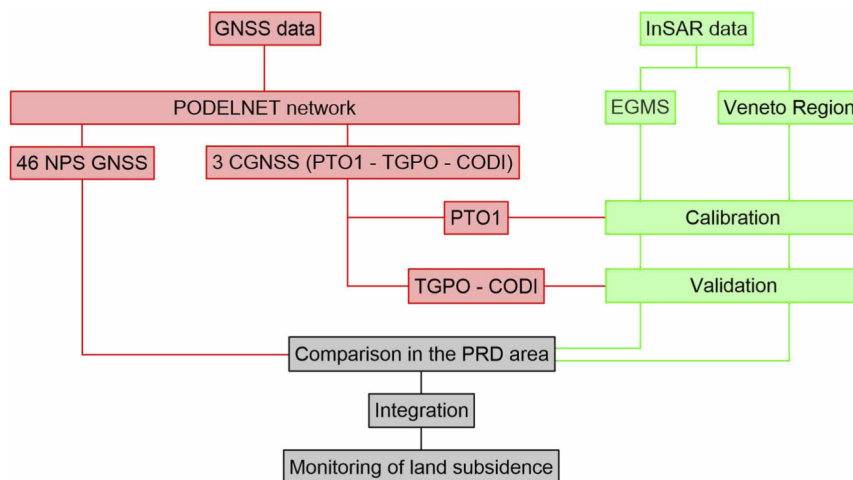 GNSS data
InSAR data
PODELNET network
EGMS
Veneto Region
46 NPS GNSS
3 CGNSS (PTO1 - TGPO - CODI)
PTO1
Calibration
TGPO - CODI
Validation
Comparison in the PRD area
Integration
Monitoring of land subsidence